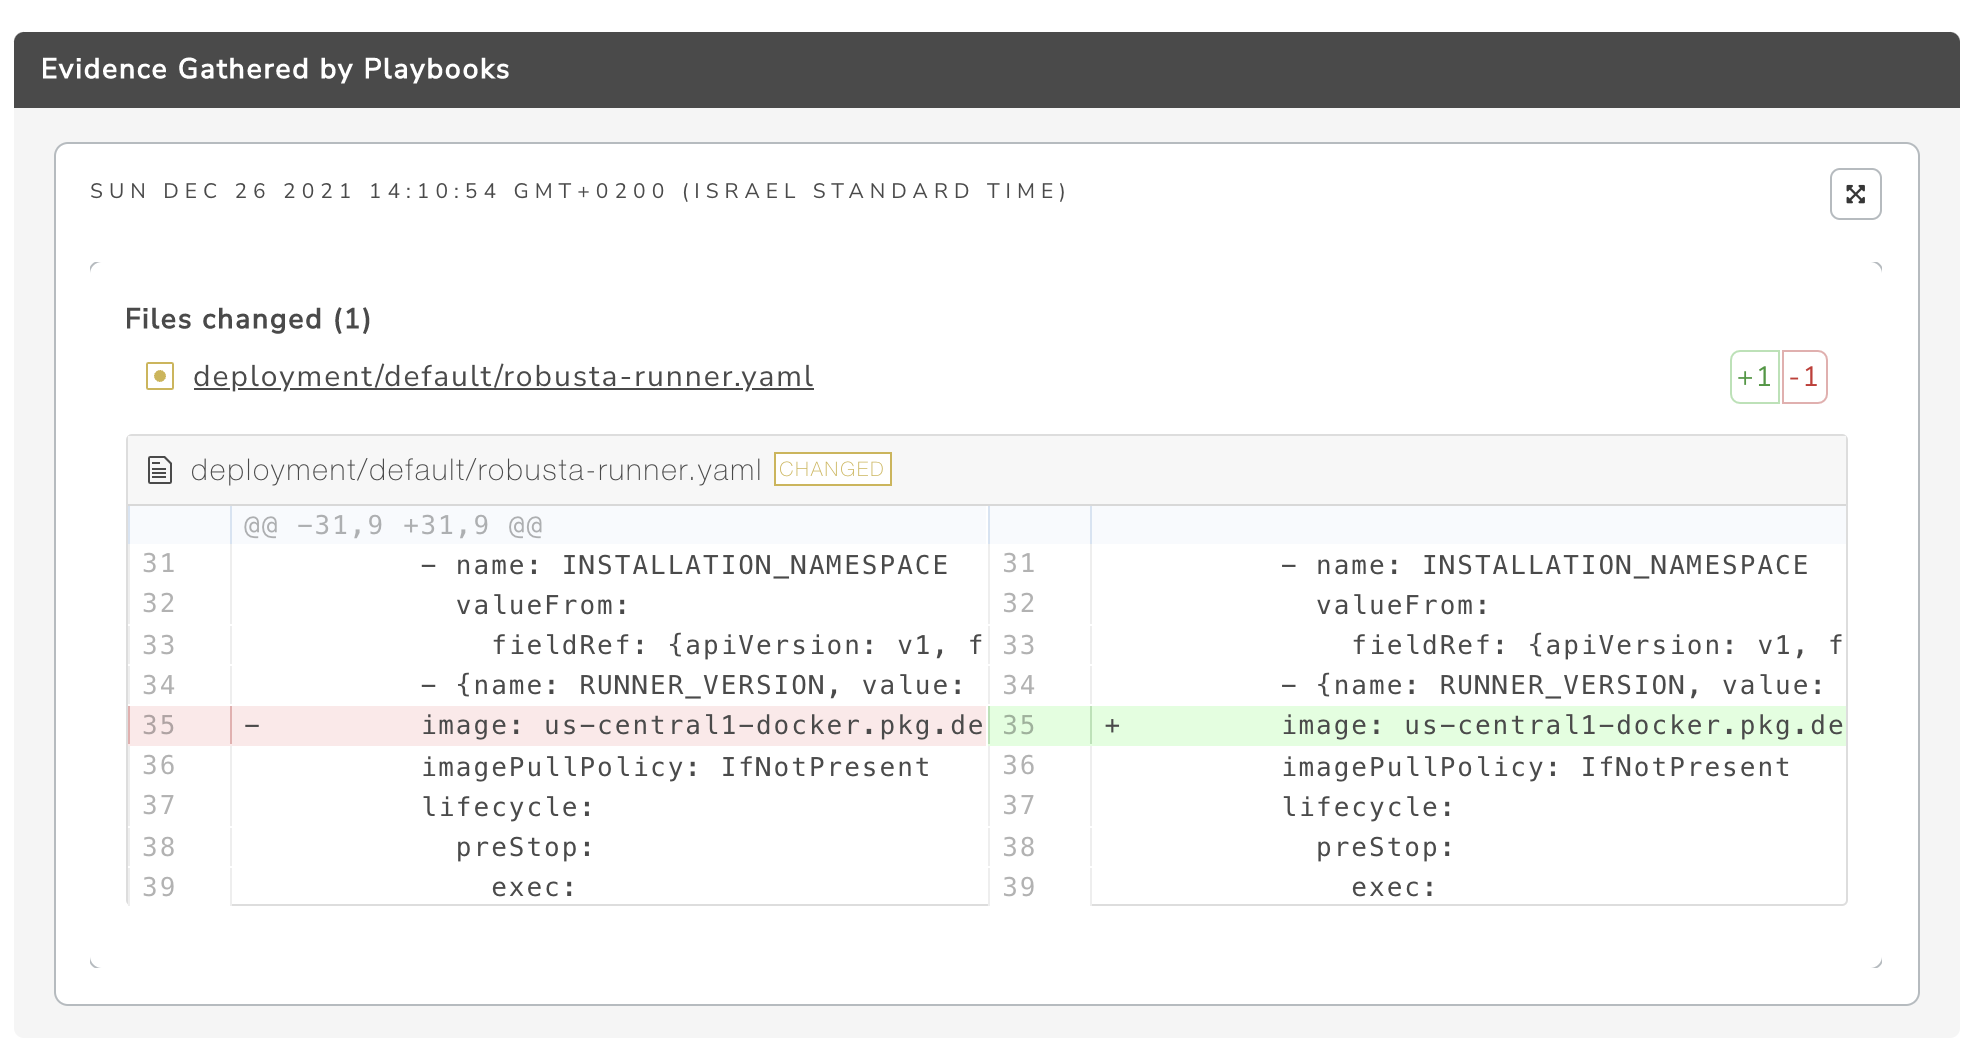 Evidence Gathered by Playbooks
SUN DEC 26 2021 14:10:54 GMT+0200 (ISRAEL STANDARD TIME)
Files changed (1)
deployment/default/robusta-runner.yaml +1 -1
deployment/default/robusta-runner.yaml CHANGED
@@ -31,9 +31,9 @@
31 - name: INSTALLATION_NAMESPACE 31 - name: INSTALLATION_NAMESPACE
32 valueFrom: 32 valueFrom:
33 fieldRef: {apiVersion: v1, f 33 fieldRef: {apiVersion: v1, f
34 - {name: RUNNER_VERSION, value: 34 - {name: RUNNER_VERSION, value:
35 - image: us-central1-docker.pkg.de 35 + image: us-central1-docker.pkg.de
36 imagePullPolicy: IfNotPresent 36 imagePullPolicy: IfNotPresent
37 lifecycle: 37 lifecycle:
38 preStop: 38 preStop:
39 exec: 39 exec: